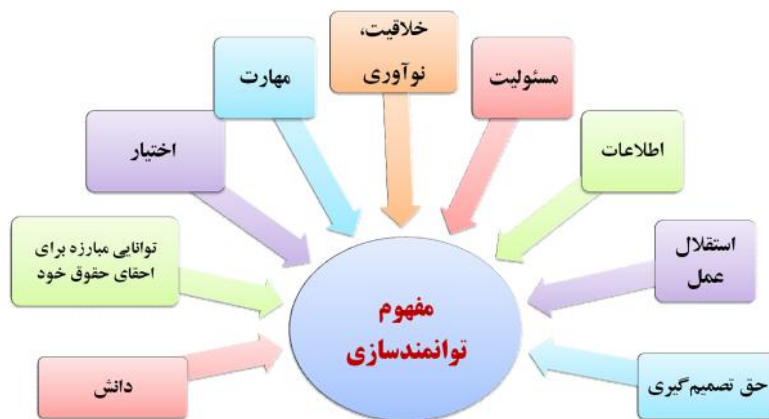 خلاقیت،
نوآوری
مسئولیت
مهارت
اطلاعات
اختیار
استقلال
عمل
توانایی مبارزه برای
احقای حقوق خود
مفهوم
توانمندسازی
حق تصمیم‌گیری
دانش